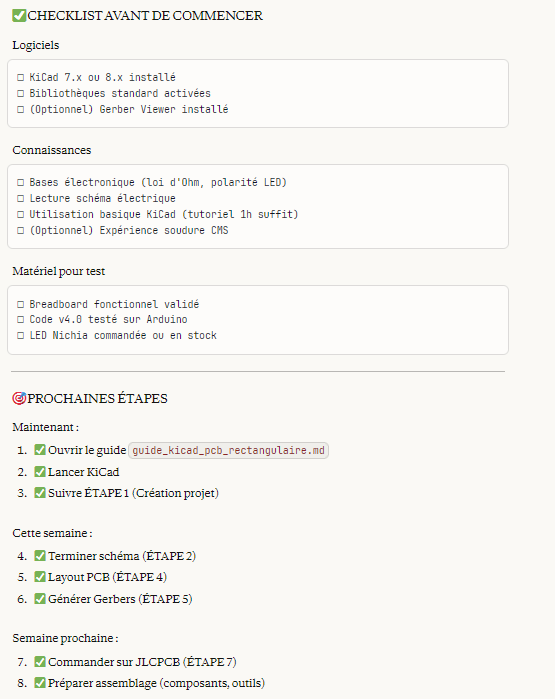 ✅CHECKLIST AVANT DE COMMENCER
Logiciels
□ KiCad 7.x ou 8.x installé
□ Bibliothèques standard activées
□ (Optionnel) Gerber Viewer installé
Connaissances
□ Bases électronique (loi d'Ohm, polarité LED)
□ Lecture schéma électrique
□ Utilisation basique KiCad (tutoriel 1h suffit)
□ (Optionnel) Expérience soudure CMS
Matériel pour test
□ Breadboard fonctionnel validé
□ Code v4.0 testé sur Arduino
□ LED Nichia commandée ou en stock
🎯PROCHAINES ÉTAPES
Maintenant :
1. ✅ Ouvrir le guide guide_kicad_pcb_rectangulaire.md
2. ✅ Lancer KiCad
3. ✅ Suivre ÉTAPE 1 (Création projet)
Cette semaine :
4. ✅ Terminer schéma (ÉTAPE 2)
5. ✅ Layout PCB (ÉTAPE 4)
6. ✅ Générer Gerbers (ÉTAPE 5)
Semaine prochaine :
7. ✅ Commander sur JLCPCB (ÉTAPE 7)
8. ✅ Préparer assemblage (composants, outils)